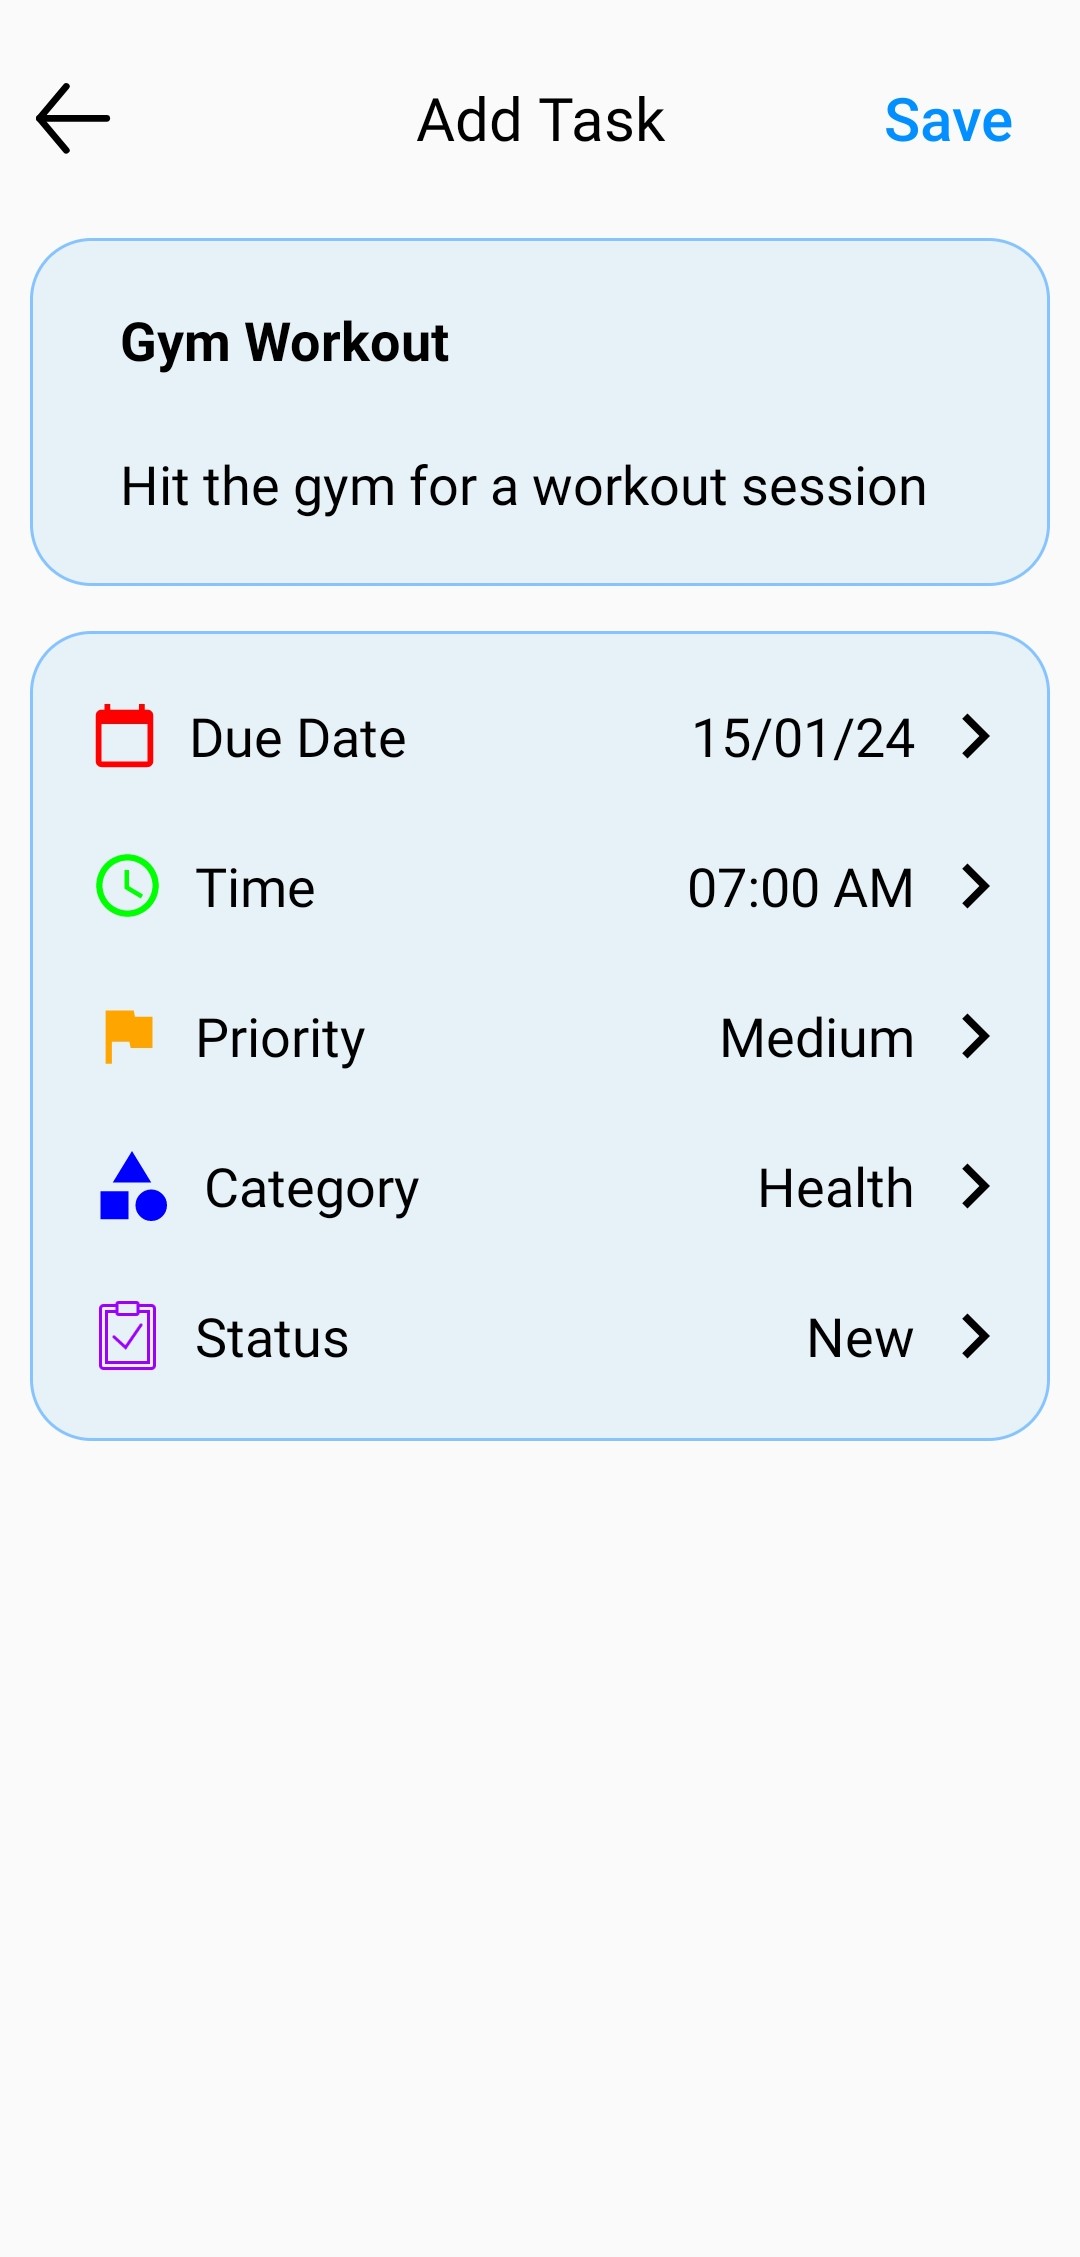 Add Task Save
Gym Workout
Hit the gym for a workout session
Due Date 15/01/24
Time 07:00 AM
Priority Medium
Category Health
Status New